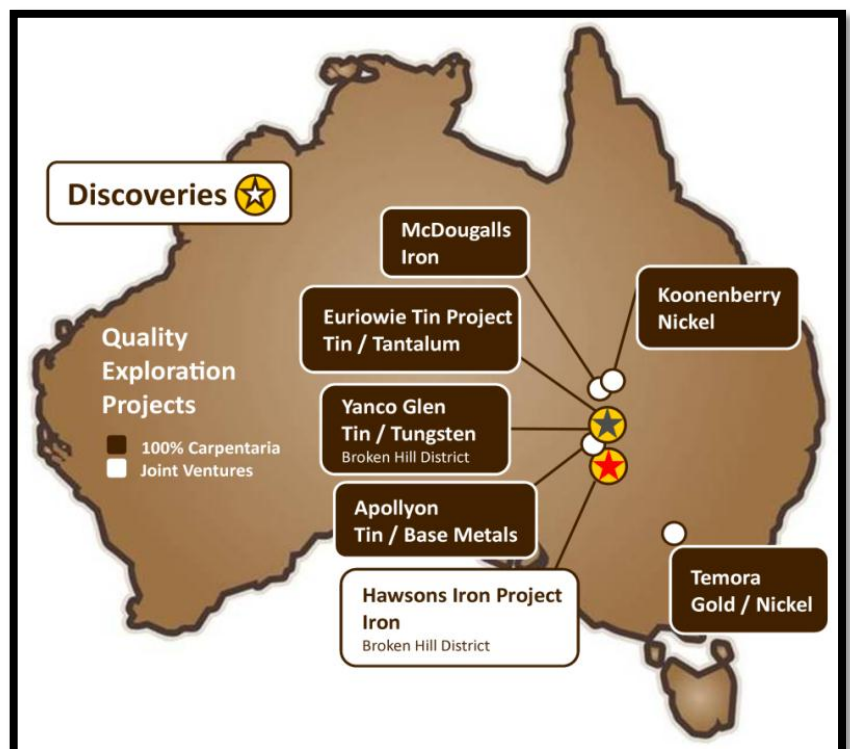 Discoveries
McDougalls
Iron
Koonenberry
Nickel
Euriowie Tin Project
Tin / Tantalum
Quality
Exploration
Projects
100% Carpentaria
Joint Ventures
Yanco Glen
Tin / Tungsten
Broken Hill District
Apollyon
Tin / Base Metals
Hawsons Iron Project
Iron
Broken Hill District
Temora
Gold / Nickel